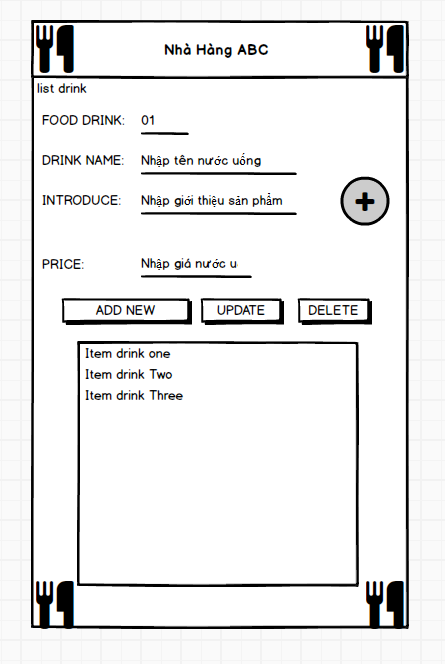 Nhà Hàng ABC
list drink
FOOD DRINK: 01
DRINK NAME: Nhập tên nước uống
INTRODUCE: Nhập giới thiệu sản phẩm
PRICE: Nhập giá nước u
ADD NEW UPDATE DELETE
Item drink one
Item drink Two
Item drink Three